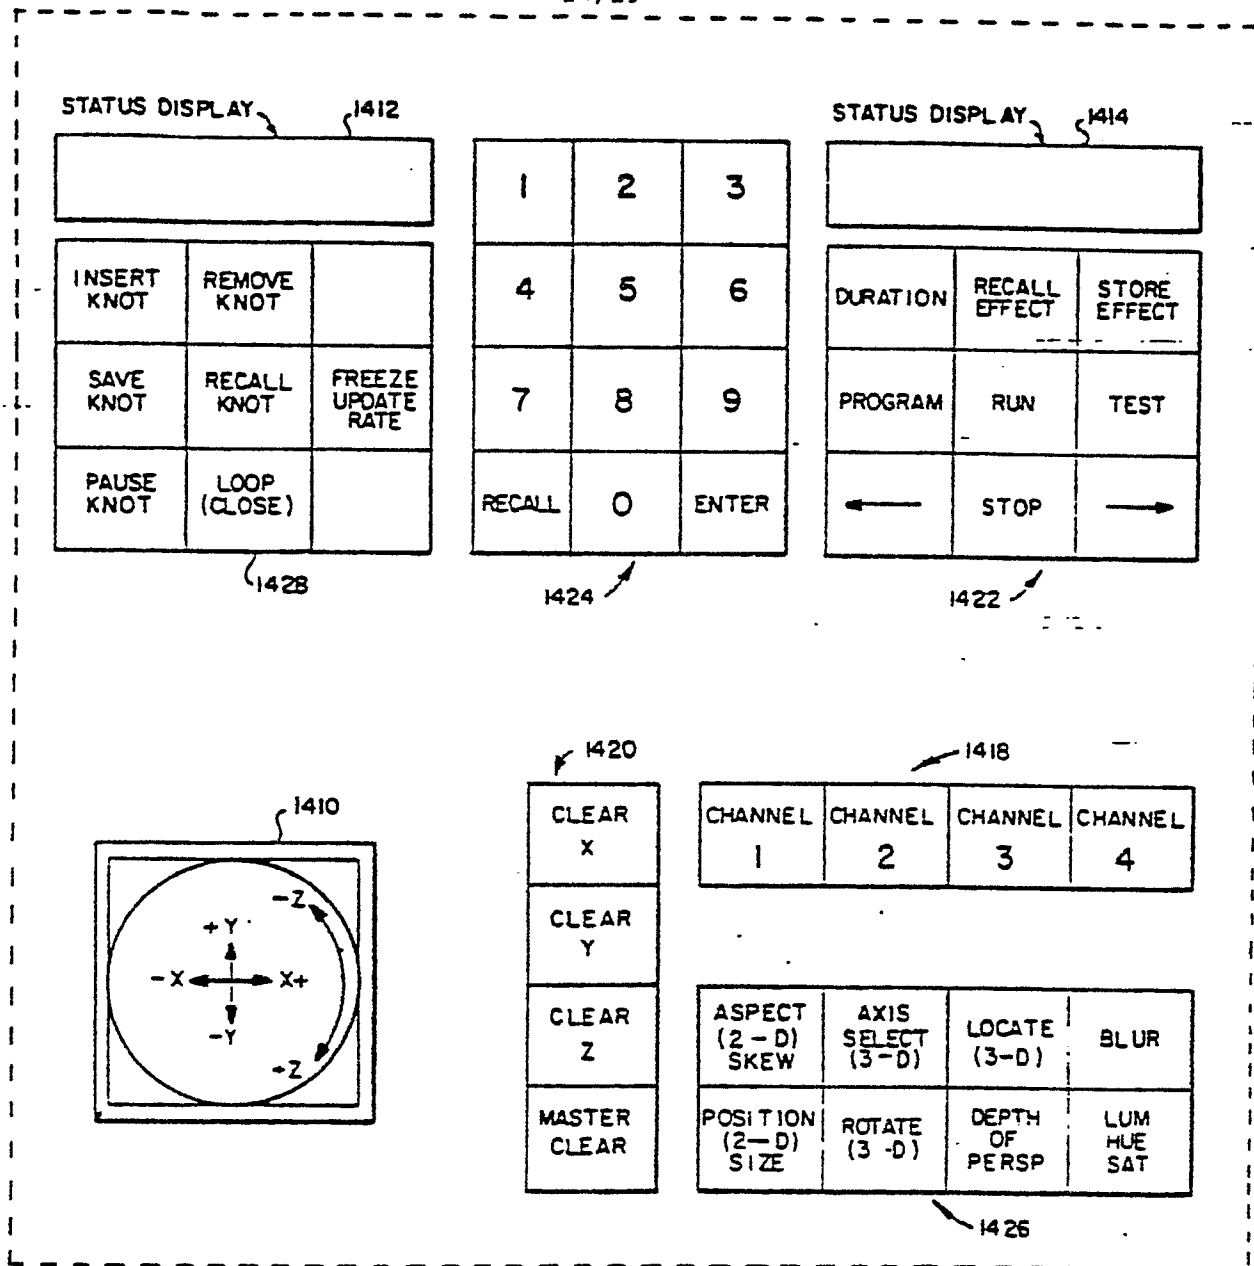 STATUS DISPLAY 1412
STATUS DISPLAY 1414
INSERT KNOT
REMOVE KNOT
SAVE KNOT
RECALL KNOT
FREEZE UPDATE RATE
PAUSE KNOT
LOOP (CLOSE)
1428
1 2 3
4 5 6
7 8 9
RECALL 0 ENTER
1424
DURATION
RECALL EFFECT
STORE EFFECT
PROGRAM
RUN
TEST
STOP
1422
1410
-Z
+Y
-X X+
-Y
+Z
1420
CLEAR X
CLEAR Y
CLEAR Z
MASTER CLEAR
1418
CHANNEL 1
CHANNEL 2
CHANNEL 3
CHANNEL 4
ASPECT (2-D) SKEW
AXIS SELECT (3-D)
LOCATE (3-D)
BLUR
POSITION (2-D) SIZE
ROTATE (3-D)
DEPTH OF PERSP
LUM HUE SAT
1426